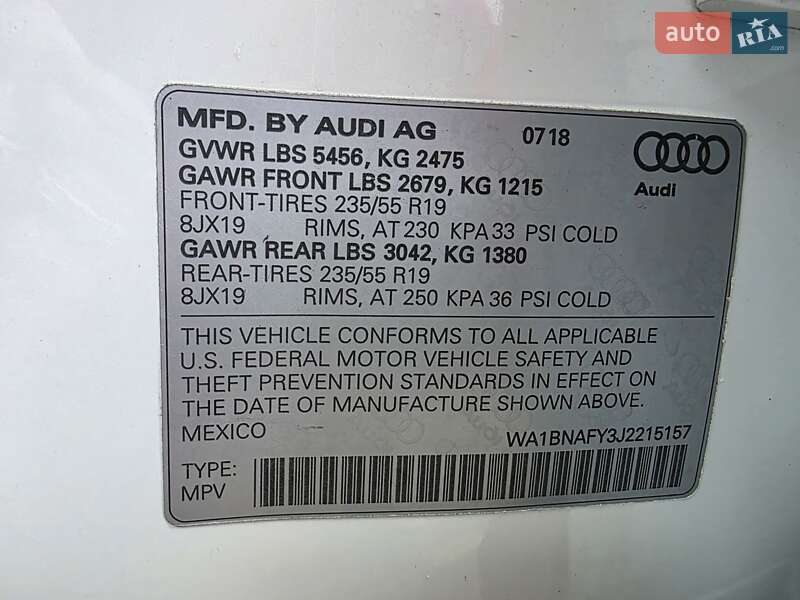 auto RIA .com
MFD. BY AUDI AG 0718
Audi
GVWR LBS 5456, KG 2475
GAWR FRONT LBS 2679, KG 1215
FRONT-TIRES 235/55 R19
8JX19 RIMS, AT 230 KPA 33 PSI COLD
GAWR REAR LBS 3042, KG 1380
REAR-TIRES 235/55 R19
8JX19 RIMS, AT 250 KPA 36 PSI COLD
THIS VEHICLE CONFORMS TO ALL APPLICABLE
U.S. FEDERAL MOTOR VEHICLE SAFETY AND
THEFT PREVENTION STANDARDS IN EFFECT ON
THE DATE OF MANUFACTURE SHOWN ABOVE.
MEXICO WA1BNAFY3J2215157
TYPE:
MPV